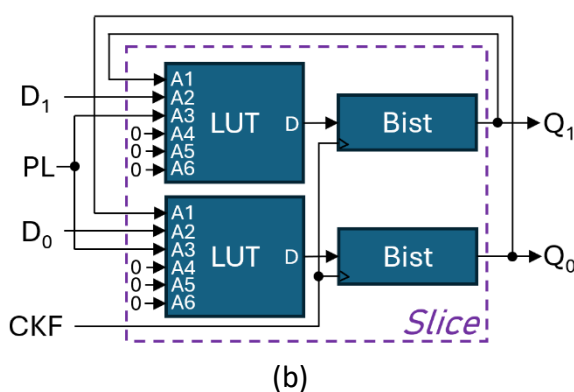 D1
PL
D0
CKF
A1
A2
A3
0 A4
0 A5
0 A6
LUT
D
Bist
Q1
A1
A2
A3
0 A4
0 A5
0 A6
LUT
D
Bist
Q0
Slice
(b)